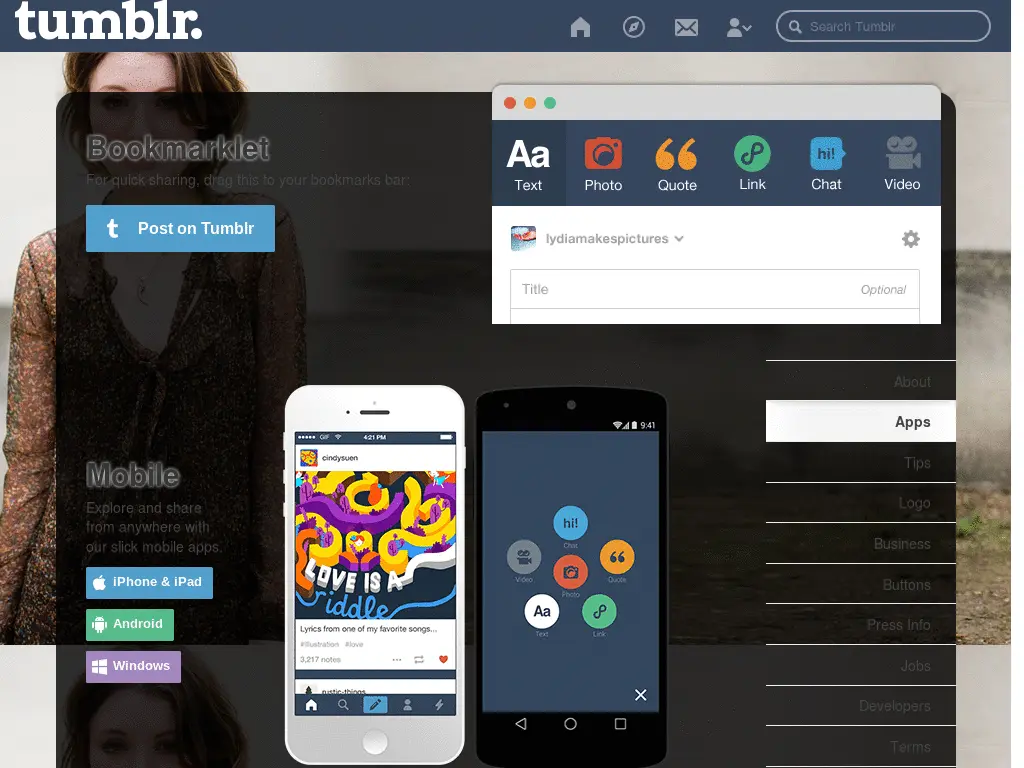 tumblr.
Search Tumblr
Bookmarklet
For quick sharing, drag this to your bookmarks bar:
t Post on Tumblr
Aa
hi!
Text
Photo
Quote
Link
Chat
Video
lydiamakespictures
Title
Optional
About
Apps
Tips
Logo
Business
Buttons
Press Info
Jobs
Developers
Terms
Mobile
Explore and share
from anywhere with
our slick mobile apps.
iPhone & iPad
Android
Windows
GIF
4:21 PM
cindysuen
LOVE IS A
riddle
Lyrics from one of my favorite songs...
#illustration #love
3,217 notes
rustic-things
9:41
hi!
Chat
Video
Quote
Photo
Aa
Text
Link